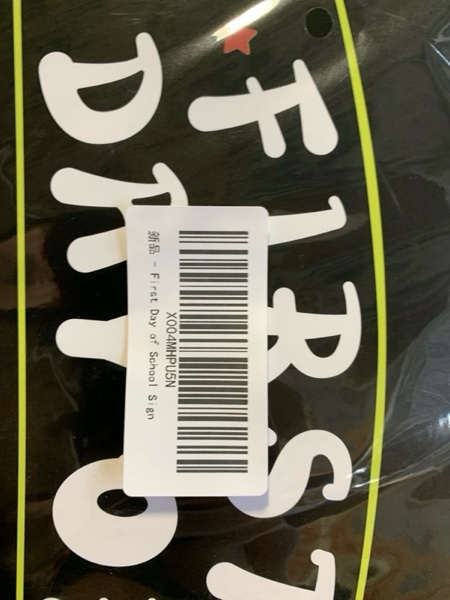 FIRST
DAY O
X004MHPU5N
新品 - First Day of School Sign